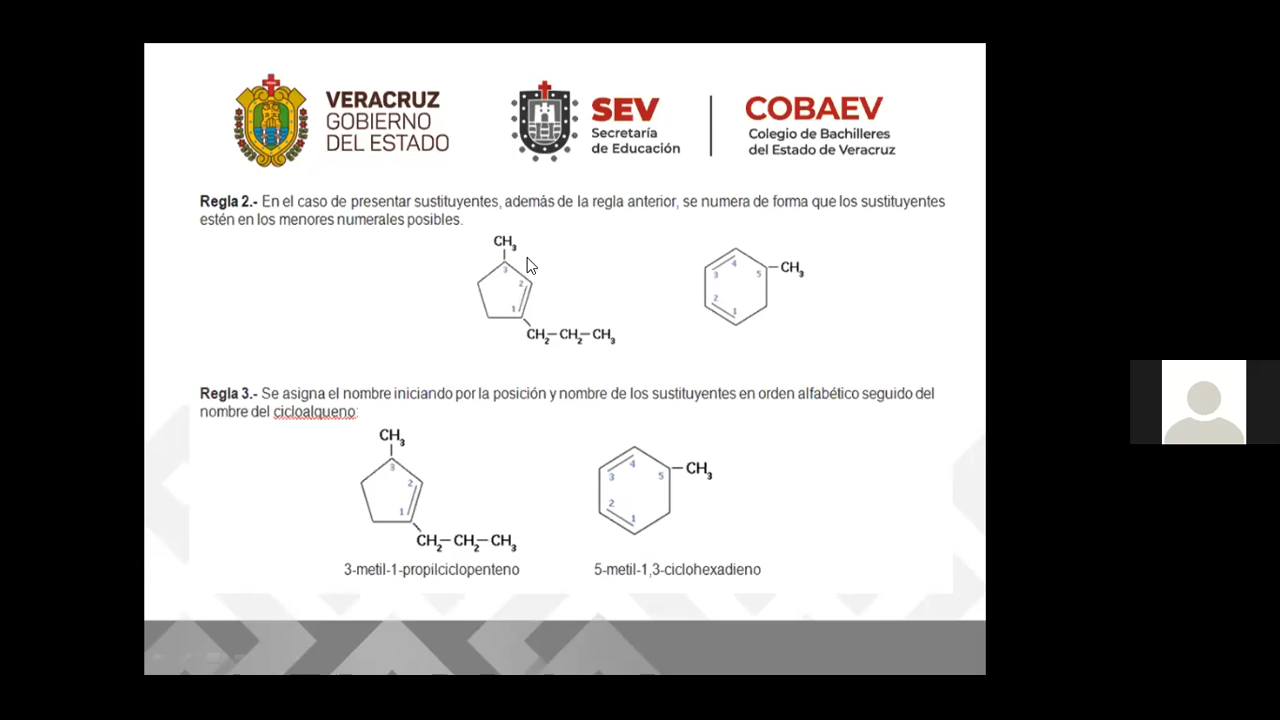 VERACRUZ
GOBIERNO
DEL ESTADO
SEV
Secretaría
de Educación
COBAEV
Colegio de Bachilleres
del Estado de Veracruz
Regla 2.- En el caso de presentar sustituyentes, además de la regla anterior, se numera de forma que los sustituyentes
estén en los menores numerales posibles.
CH3
3
2
1
CH2–CH2–CH3
4
3
5
2
1
–CH3
Regla 3.- Se asigna el nombre iniciando por la posición y nombre de los sustituyentes en orden alfabético seguido del
nombre del cicloalqueno:
CH3
3
2
1
CH2–CH2–CH3
4
3
5
2
1
–CH3
3-metil-1-propilciclopenteno
5-metil-1,3-ciclohexadieno